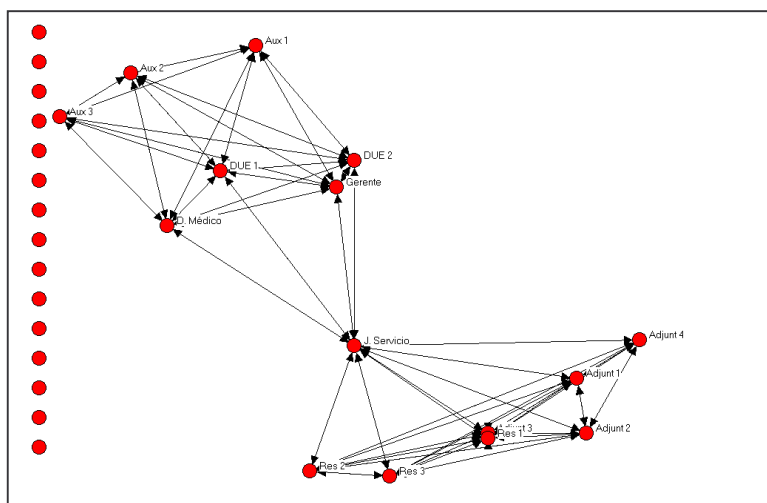 Aux 1
Aux 2
Aux 3
DUE 2
DUE 1
Gerente
D. Médico
J. Servicio
Adjunt 4
Adjunt 1
Adjunt 3
Res 1
Adjunt 2
Res 2
Res 3